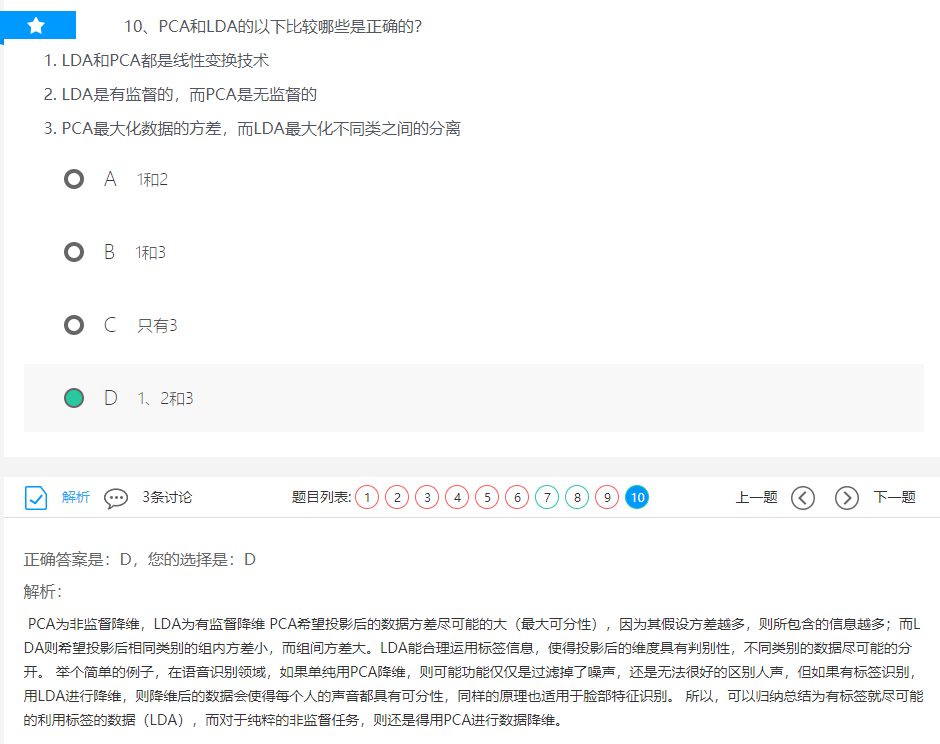 10、PCA和LDA的以下比较哪些是正确的?
1. LDA和PCA都是线性变换技术
2. LDA是有监督的，而PCA是无监督的
3. PCA最大化数据的方差，而LDA最大化不同类之间的分离
A 1和2
B 1和3
C 只有3
D 1、2和3
解析 3条讨论 题目列表: 1 2 3 4 5 6 7 8 9 10 上一题 下一题
正确答案是：D，您的选择是：D
解析：
PCA为非监督降维，LDA为有监督降维 PCA希望投影后的数据方差尽可能的大（最大可分性），因为其假设方差越多，则所包含的信息越多；而L
DA则希望投影后相同类别的组内方差小，而组间方差大。LDA能合理运用标签信息，使得投影后的维度具有判别性，不同类别的数据尽可能的分
开。 举个简单的例子，在语音识别领域，如果单纯用PCA降维，则可能功能仅仅是过滤掉了噪声，还是无法很好的区别人声，但如果有标签识别，
用LDA进行降维，则降维后的数据会使得每个人的声音都具有可分性，同样的原理也适用于脸部特征识别。 所以，可以归纳总结为有标签就尽可能
的利用标签的数据（LDA），而对于纯粹的非监督任务，则还是得用PCA进行数据降维。